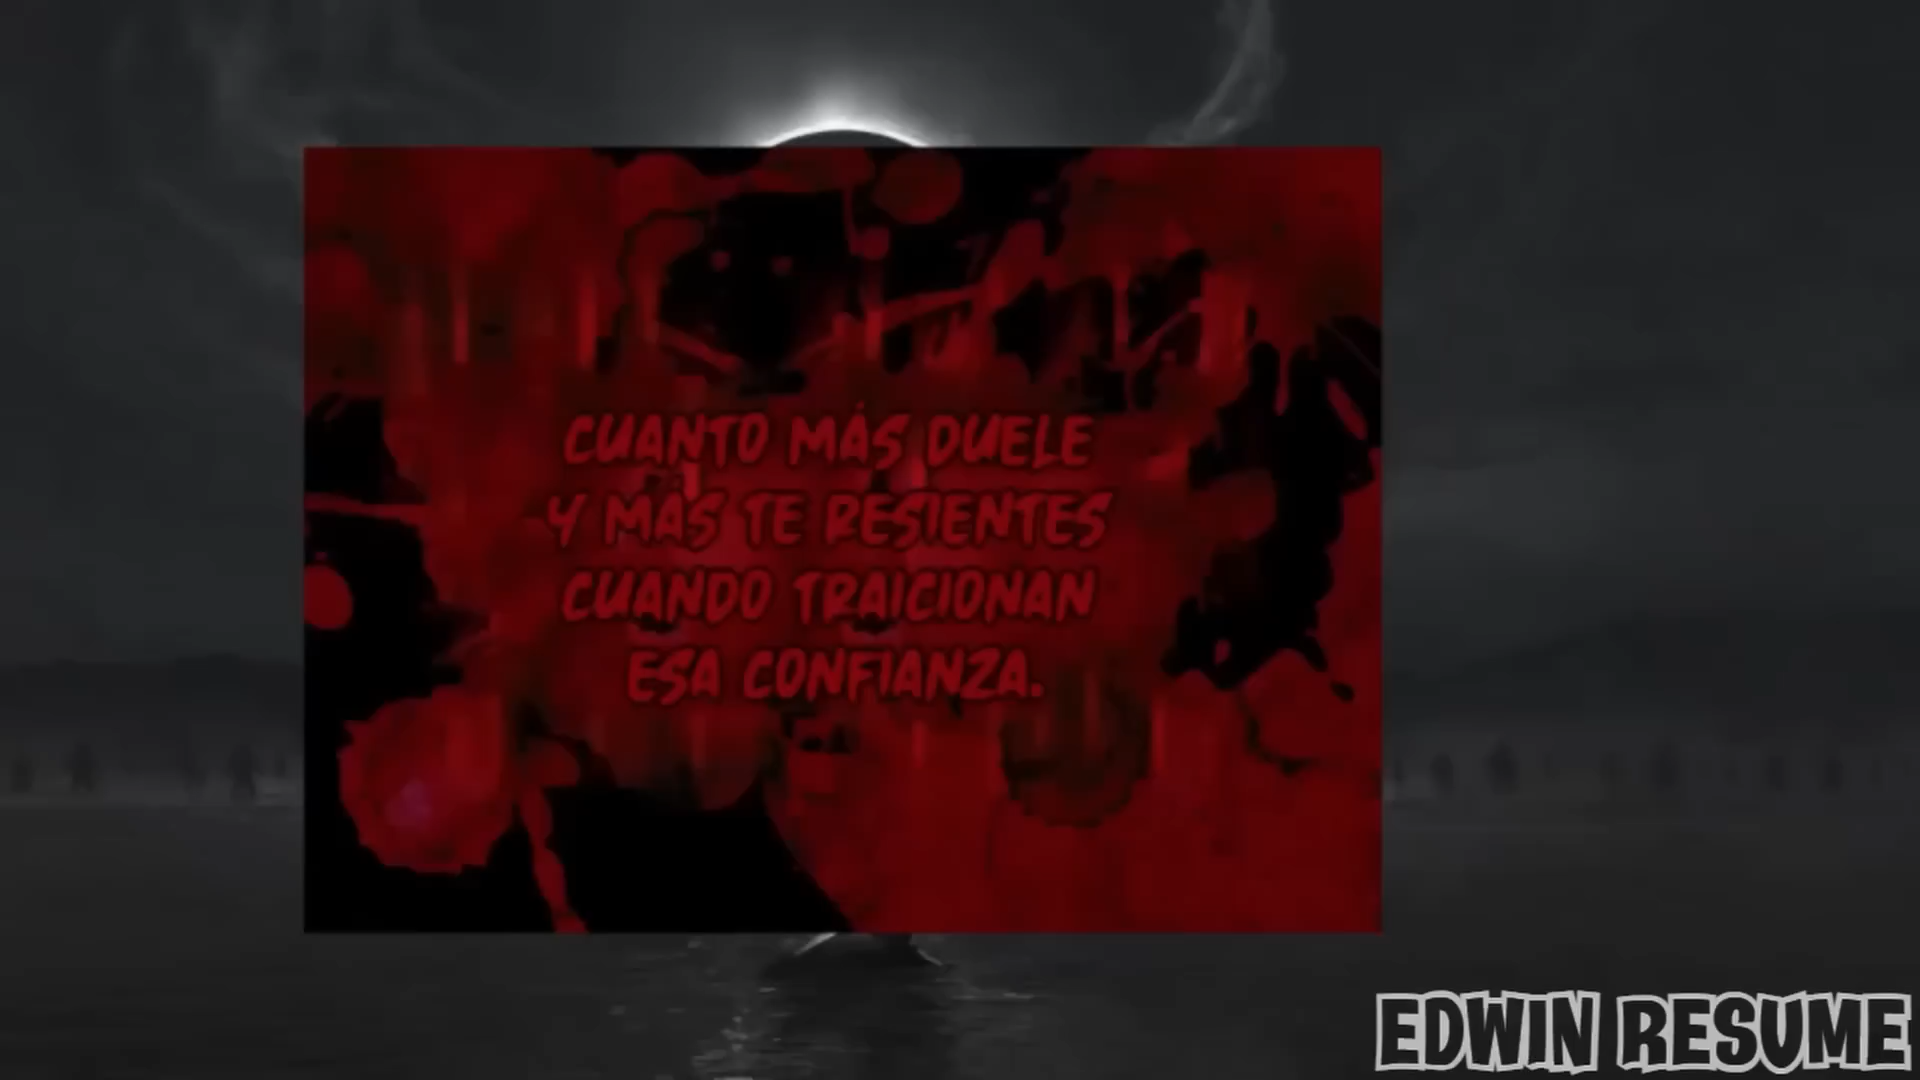 CUANTO MÁS DUELE
Y MÁS TE RESIENTES
CUANDO TRAICIONAN
ESA CONFIANZA.
EDWIN RESUME